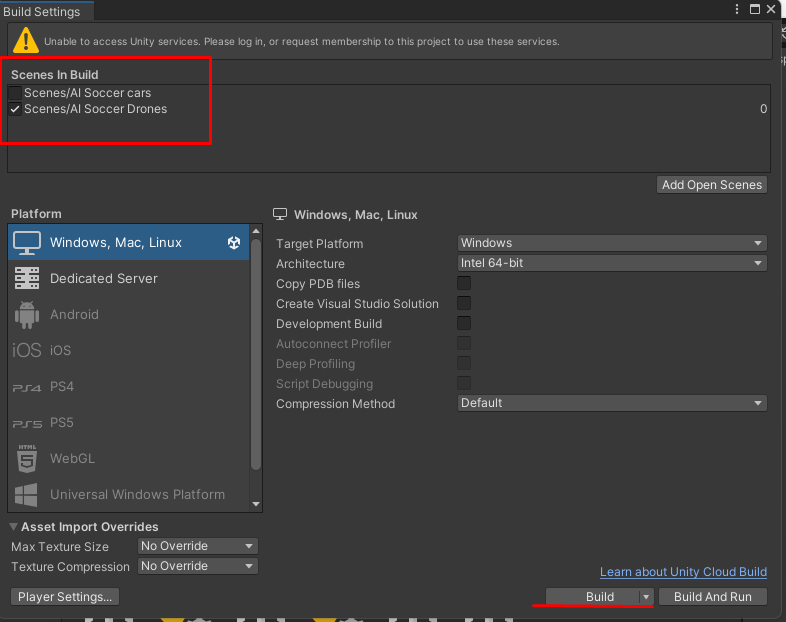 Build Settings
Unable to access Unity services. Please log in, or request membership to this project to use these services.
Scenes In Build
Scenes/AI Soccer cars
Scenes/AI Soccer Drones 0
Add Open Scenes
Platform
Windows, Mac, Linux
Dedicated Server
Android
iOS iOS
PS4 PS4
PS5 PS5
HTML 5 WebGL
Universal Windows Platform
Windows, Mac, Linux
Target Platform Windows
Architecture Intel 64-bit
Copy PDB files
Create Visual Studio Solution
Development Build
Autoconnect Profiler
Deep Profiling
Script Debugging
Compression Method Default
Asset Import Overrides
Max Texture Size No Override
Texture Compression No Override
Learn about Unity Cloud Build
Player Settings... Build Build And Run